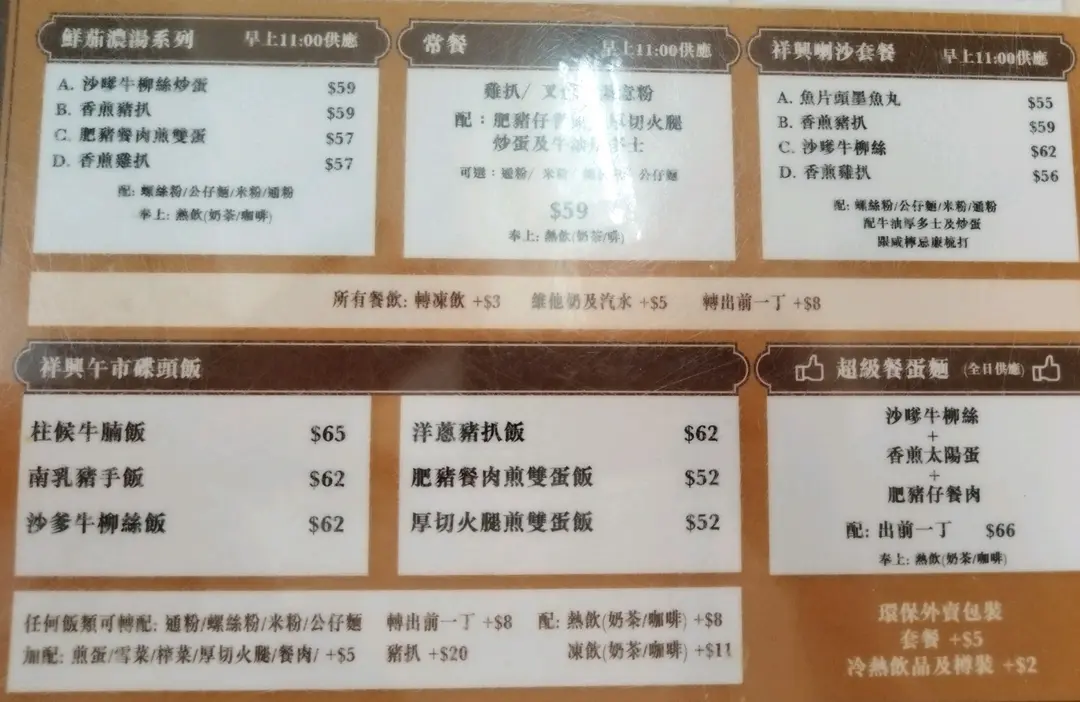 鮮茄濃湯系列 早上11:00供應
A. 沙嗲牛柳絲炒蛋 $59
B. 香煎豬扒 $59
C. 肥豬餐肉煎雙蛋 $57
D. 香煎雞扒 $57
配: 螺絲粉/公仔麵/米粉/通粉
奉上: 熱飲(奶茶/咖啡)
常餐 早上11:00供應
雞扒/ 叉
配：肥豬仔餐 厚切火腿
炒蛋及牛油 多士
可選：通粉/ 米粉/ 公仔麵
$59
奉上: 熱飲(奶茶/啡)
祥興喇沙套餐 早上11:00供應
A. 魚片頭墨魚丸 $55
B. 香煎豬扒 $59
C. 沙嗲牛柳絲 $62
D. 香煎雞扒 $56
配: 螺絲粉/公仔麵/米粉/通粉
配牛油厚多士及炒蛋
跟咸檸忌廉梳打
所有餐飲: 轉凍飲 +$3 維他奶及汽水 +$5 轉出前一丁 +$8
祥興午市碟頭飯
柱候牛腩飯 $65
南乳豬手飯 $62
沙爹牛柳絲飯 $62
洋蔥豬扒飯 $62
肥豬餐肉煎雙蛋飯 $52
厚切火腿煎雙蛋飯 $52
超級餐蛋麵 (全日供應)
沙嗲牛柳絲
+
香煎太陽蛋
+
肥豬仔餐肉
配: 出前一丁 $66
奉上: 熱飲(奶茶/咖啡)
任何飯類可轉配: 通粉/螺絲粉/米粉/公仔麵 轉出前一丁 +$8 配: 熱飲(奶茶/咖啡) +$8
加配: 煎蛋/雪菜/榨菜/厚切火腿/餐肉/ +$5 豬扒 +$20 凍飲(奶茶/咖啡) +$11
環保外賣包裝
套餐 +$5
冷熱飲品及樽裝 +$2